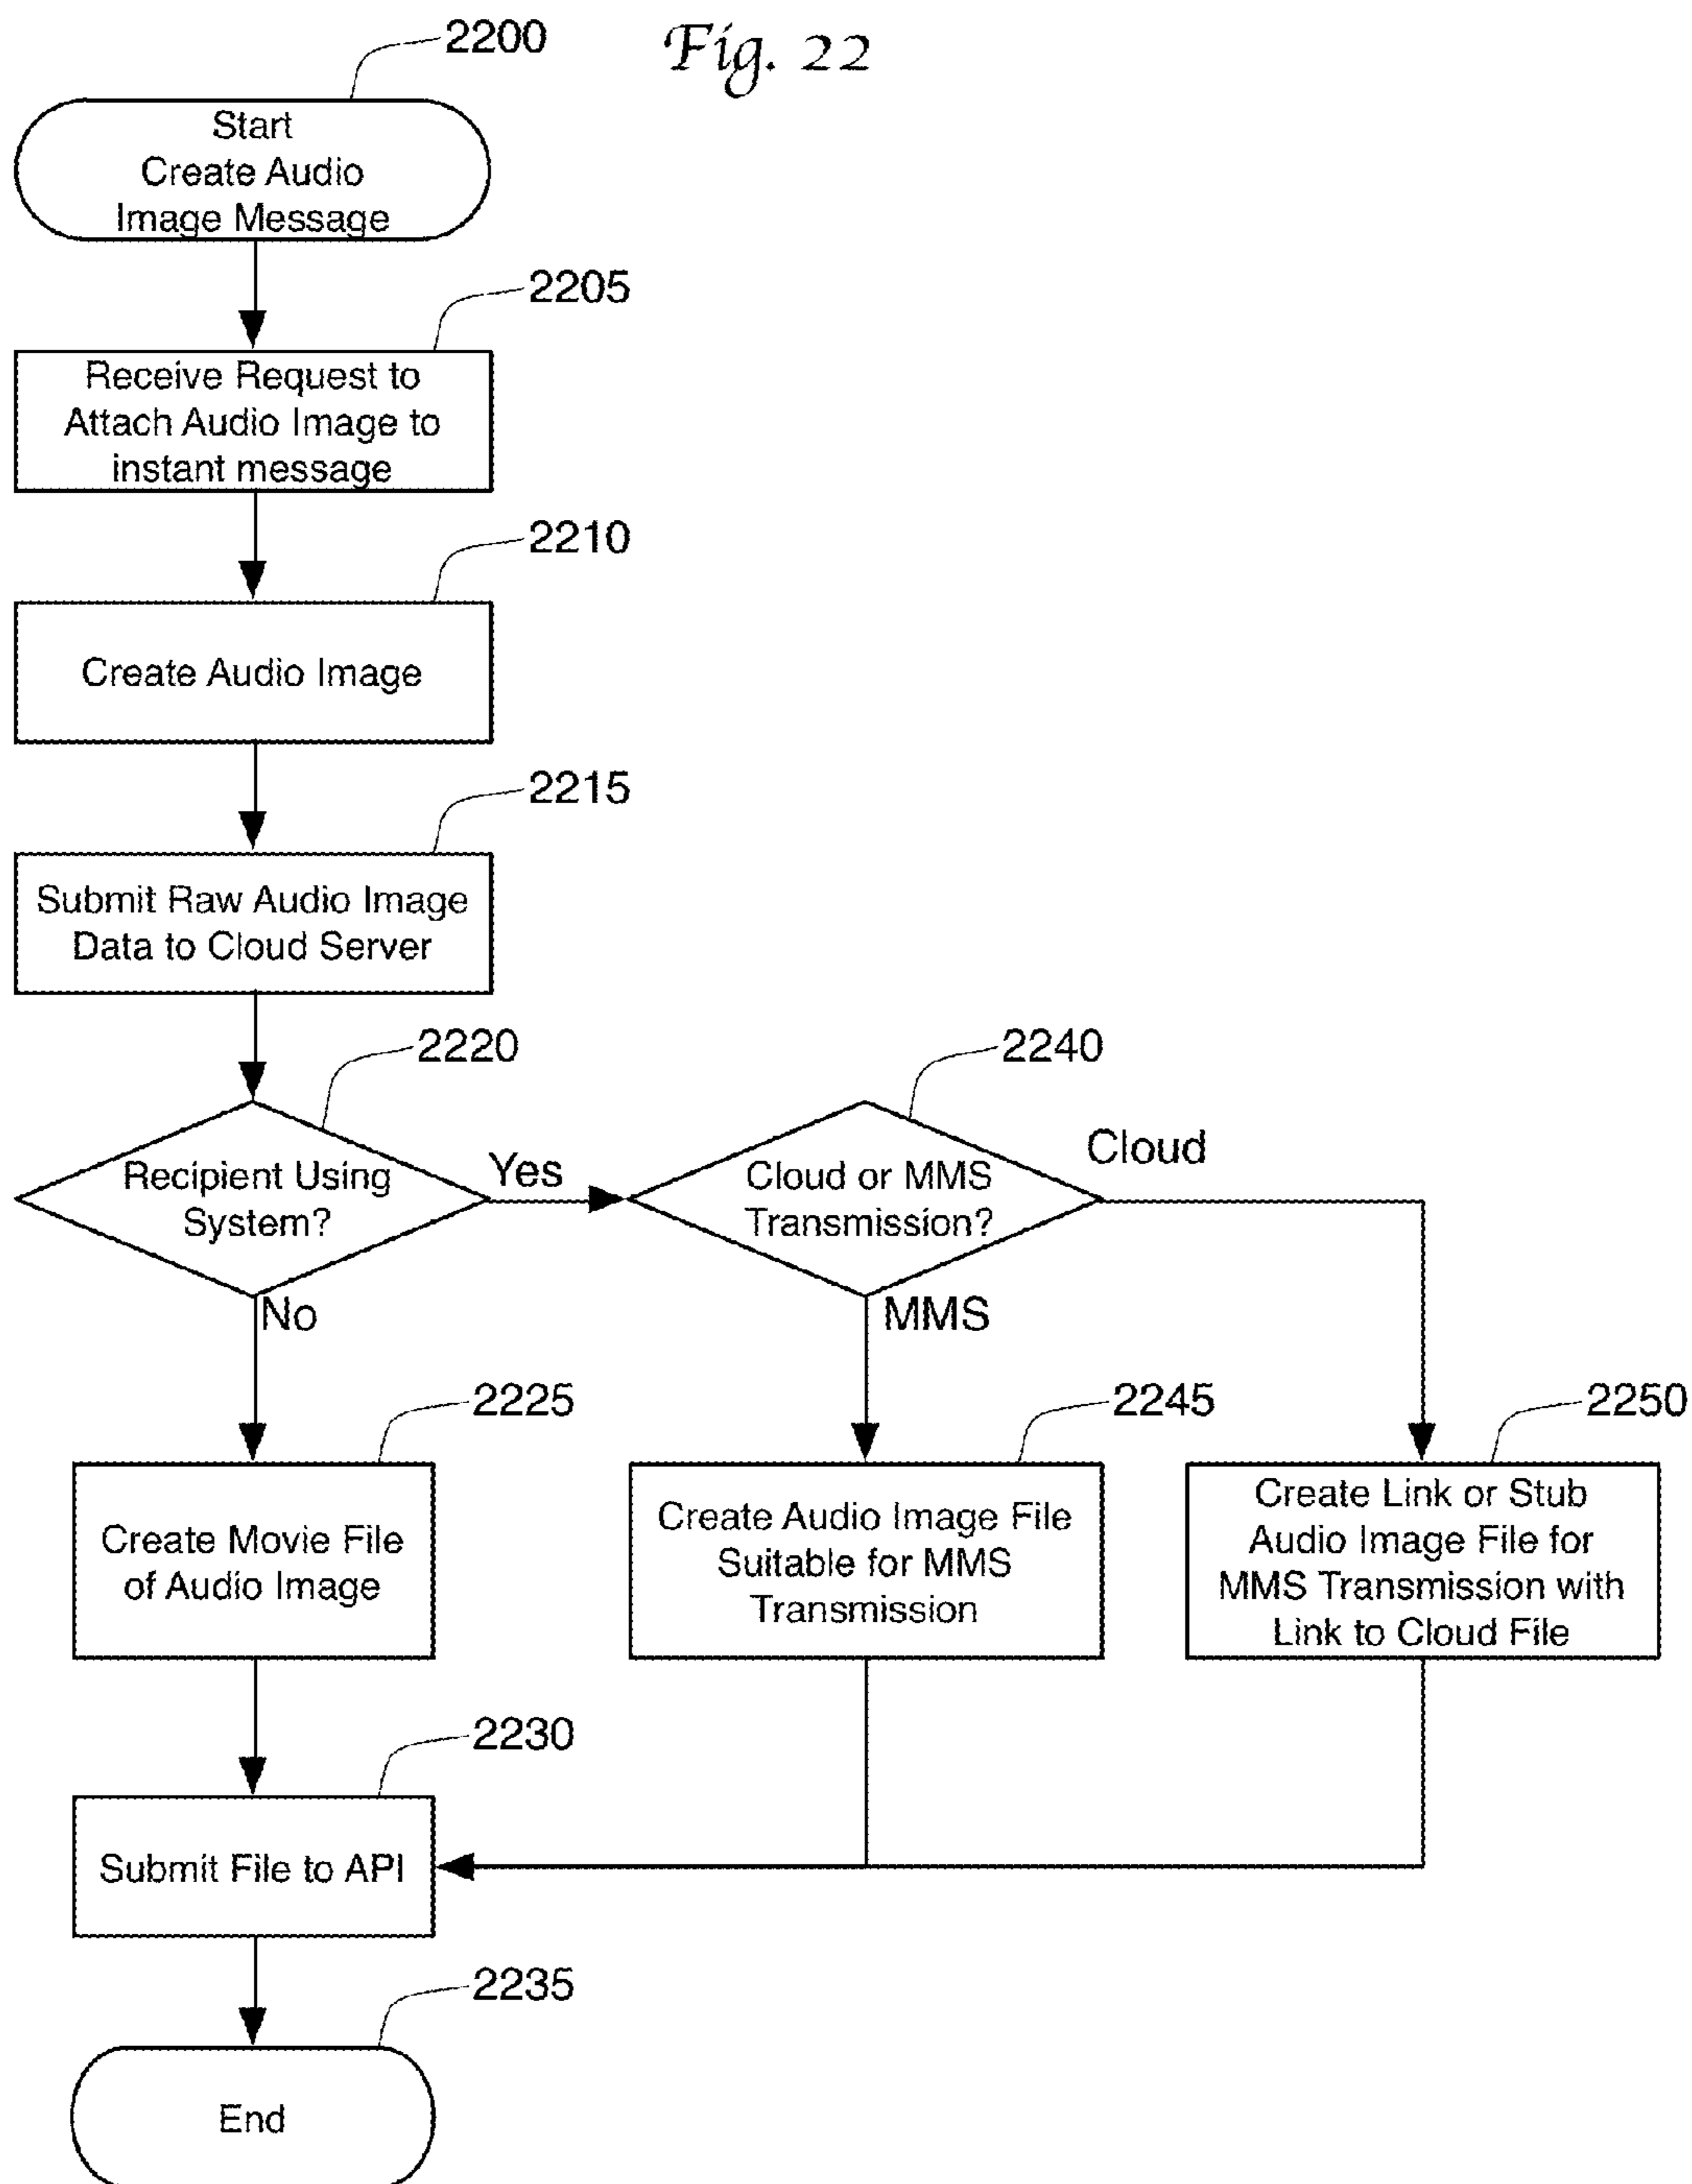 2200
Fig. 22
Start
Create Audio
Image Message
2205
Receive Request to
Attach Audio Image to
instant message
2210
Create Audio Image
2215
Submit Raw Audio Image
Data to Cloud Server
2220
2240
Recipient Using
System?
Yes
Cloud or MMS
Transmission?
Cloud
No
MMS
2225
2245
2250
Create Movie File
of Audio Image
Create Audio Image File
Suitable for MMS
Transmission
Create Link or Stub
Audio Image File for
MMS Transmission with
Link to Cloud File
2230
Submit File to API
2235
End